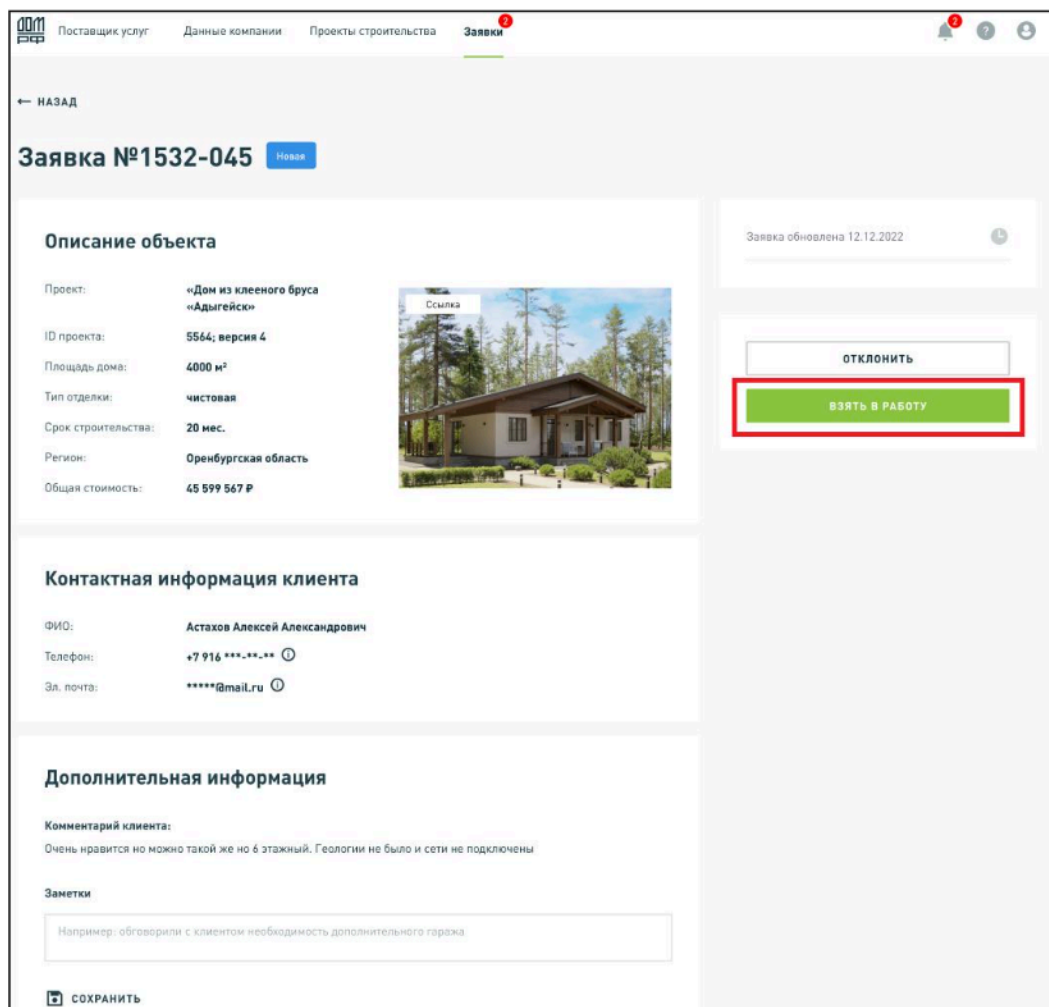 ДОМ
РФ
Поставщик услуг
Данные компании
Проекты строительства
Заявки
2
2
?
← НАЗАД
Заявка №1532-045
Новая
Описание объекта
Проект: «Дом из клееного бруса
«Адыгейск»
ID проекта: 5564; версия 4
Площадь дома: 4000 м²
Тип отделки: чистовая
Срок строительства: 20 мес.
Регион: Оренбургская область
Общая стоимость: 45 599 567 ₽
Ссылка
Заявка обновлена 12.12.2022
ОТКЛОНИТЬ
ВЗЯТЬ В РАБОТУ
Контактная информация клиента
ФИО: Астахов Алексей Александрович
Телефон: +7 916 ***-**-**
Эл. почта: *****@mail.ru
Дополнительная информация
Комментарий клиента:
Очень нравится но можно такой же но 6 этажный. Геологии не было и сети не подключены
Заметки
Например: обговорили с клиентом необходимость дополнительного гаража
СОХРАНИТЬ